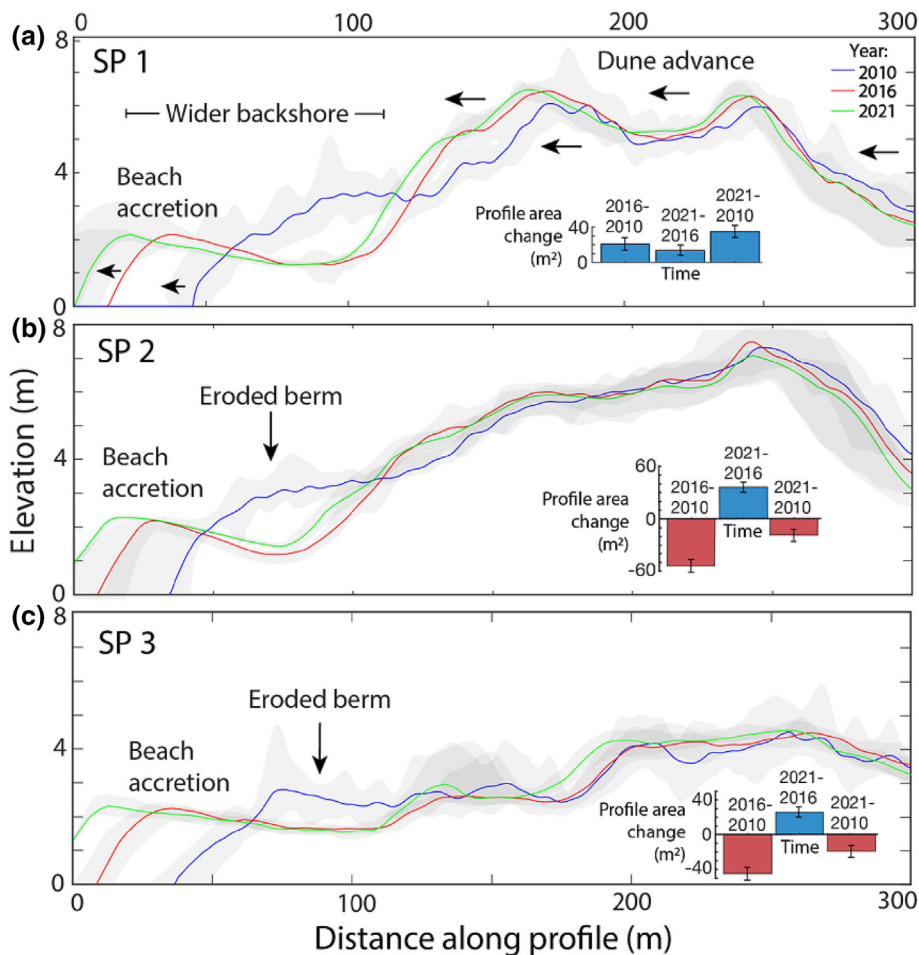 0 100 200 300
(a)
8
4
0
SP 1
Dune advance
Year:
2010
2016
2021
Wider backshore
Beach
accretion
Profile area
change
(m²)
40
0
2016-
2010
2021-
2016
2021-
2010
Time
(b)
8
4
0
SP 2
Eroded berm
Beach
accretion
Profile area
change
(m²)
60
0
-60
2016-
2010
2021-
2016
2021-
2010
Time
Elevation (m)
(c)
8
4
0
SP 3
Eroded berm
Beach
accretion
Profile area
change
(m²)
40
0
-40
2016-
2010
2021-
2016
2021-
2010
Time
0 100 200 300
Distance along profile (m)